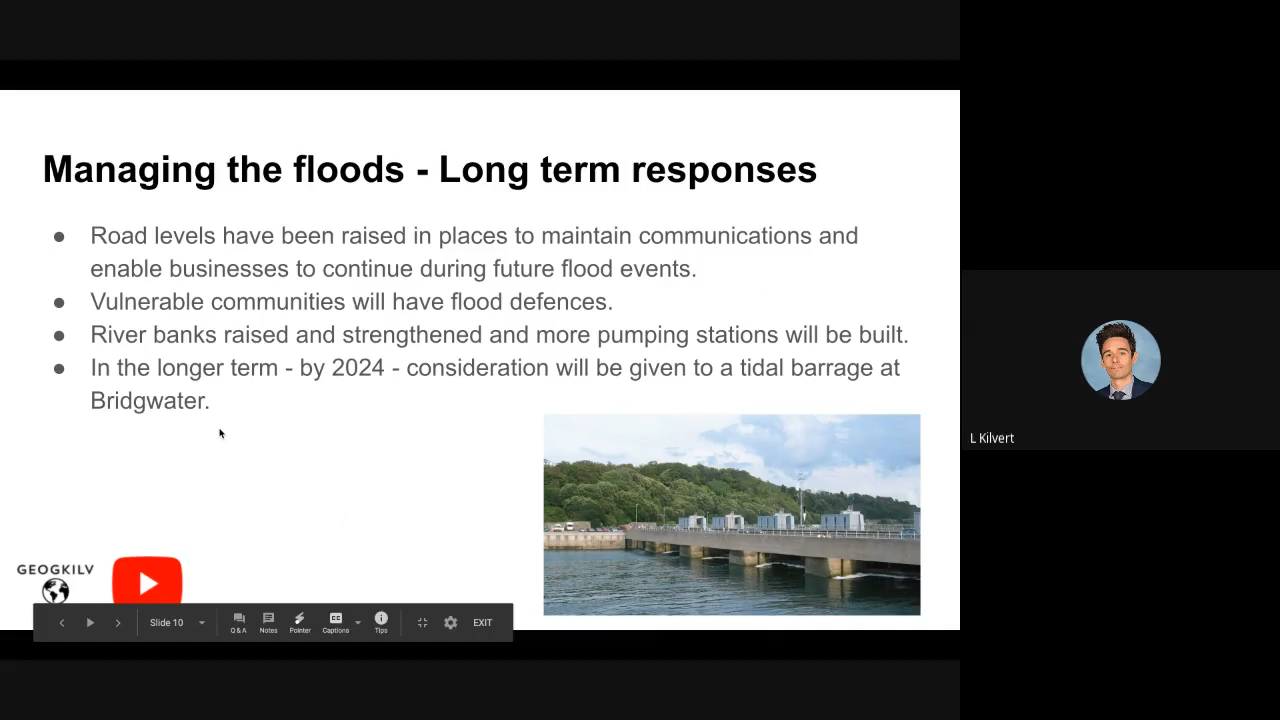 Managing the floods - Long term responses
● Road levels have been raised in places to maintain communications and
enable businesses to continue during future flood events.
● Vulnerable communities will have flood defences.
● River banks raised and strengthened and more pumping stations will be built.
● In the longer term - by 2024 - consideration will be given to a tidal barrage at
Bridgwater.
L Kilvert
GEOGKILV
Slide 10
Q & A
Notes
Pointer
CC
Captions
Tips
EXIT